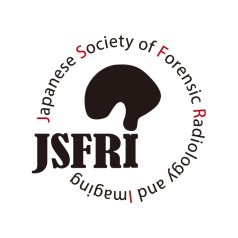 Japanese Society of Forensic Radiology and Imaging
JSFRI